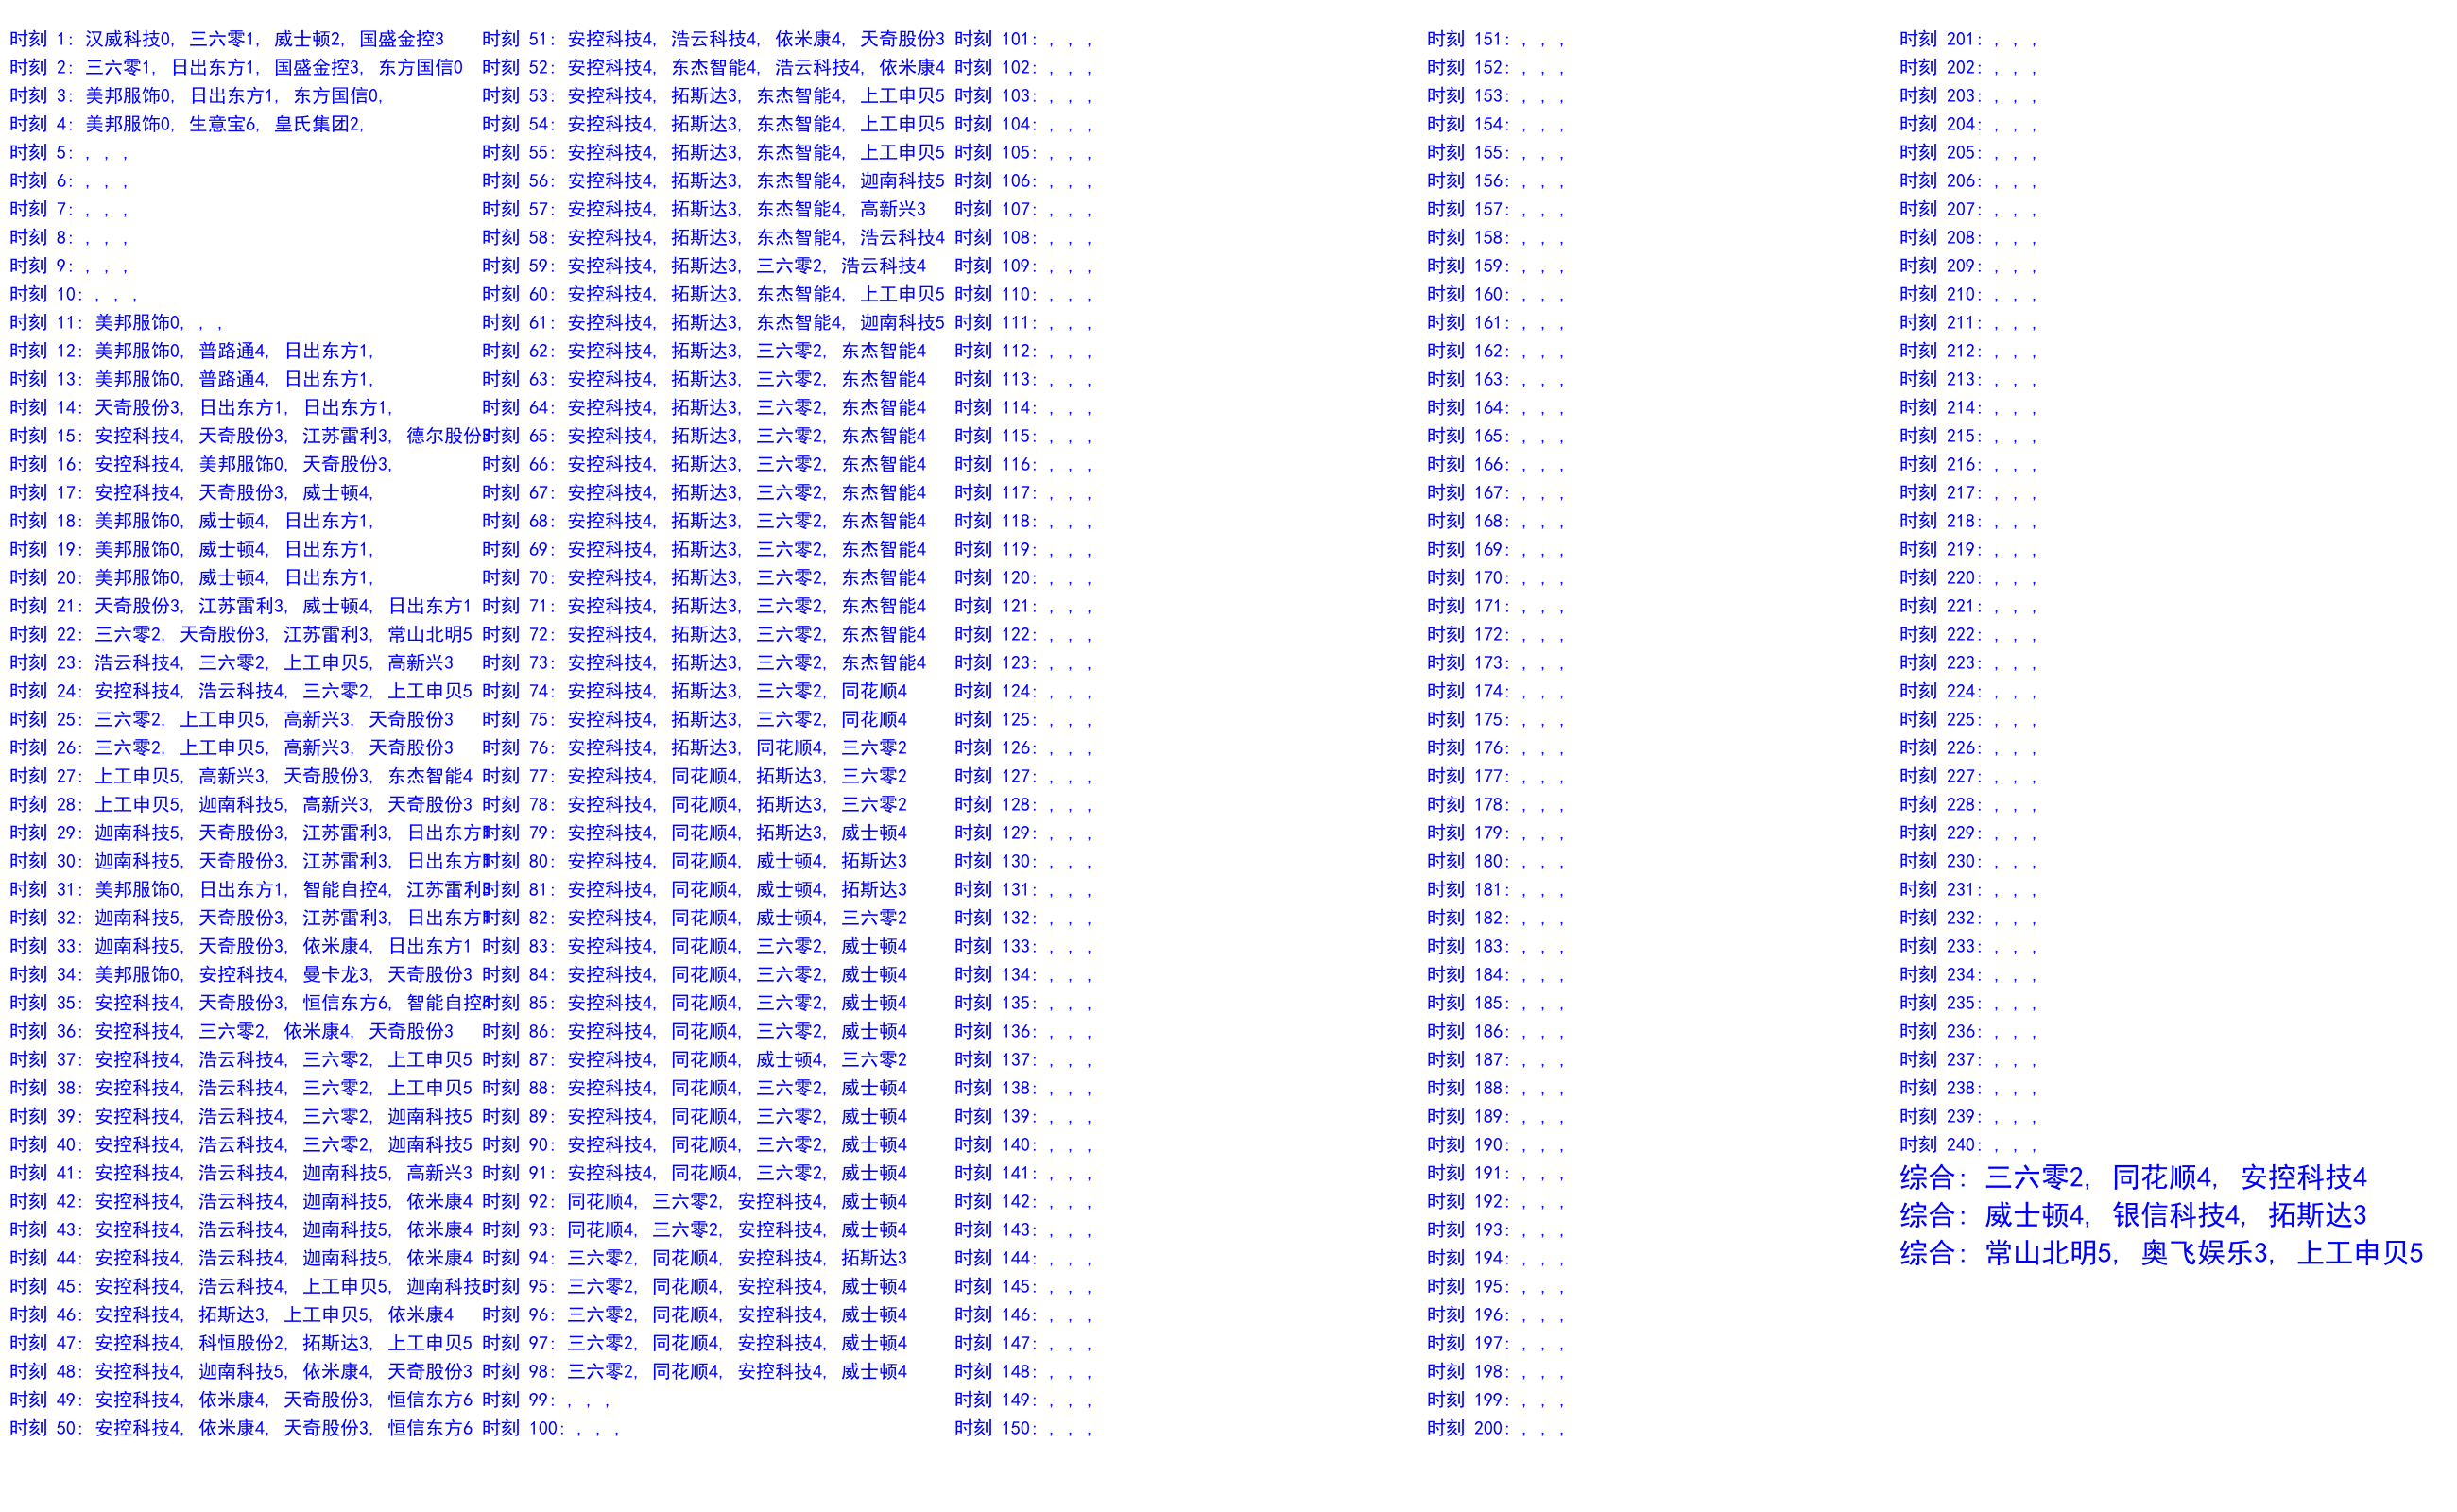 时刻 1: 汉威科技0, 三六零1, 威士顿2, 国盛金控3
时刻 2: 三六零1, 日出东方1, 国盛金控3, 东方国信0
时刻 3: 美邦服饰0, 日出东方1, 东方国信0,
时刻 4: 美邦服饰0, 生意宝6, 皇氏集团2,
时刻 5: , , ,
时刻 6: , , ,
时刻 7: , , ,
时刻 8: , , ,
时刻 9: , , ,
时刻 10: , , ,
时刻 11: 美邦服饰0, , ,
时刻 12: 美邦服饰0, 普路通4, 日出东方1,
时刻 13: 美邦服饰0, 普路通4, 日出东方1,
时刻 14: 天奇股份3, 日出东方1, 日出东方1,
时刻 15: 安控科技4, 天奇股份3, 江苏雷利3, 德尔股份3
时刻 16: 安控科技4, 美邦服饰0, 天奇股份3,
时刻 17: 安控科技4, 天奇股份3, 威士顿4,
时刻 18: 美邦服饰0, 威士顿4, 日出东方1,
时刻 19: 美邦服饰0, 威士顿4, 日出东方1,
时刻 20: 美邦服饰0, 威士顿4, 日出东方1,
时刻 21: 天奇股份3, 江苏雷利3, 威士顿4, 日出东方1
时刻 22: 三六零2, 天奇股份3, 江苏雷利3, 常山北明5
时刻 23: 浩云科技4, 三六零2, 上工申贝5, 高新兴3
时刻 24: 安控科技4, 浩云科技4, 三六零2, 上工申贝5
时刻 25: 三六零2, 上工申贝5, 高新兴3, 天奇股份3
时刻 26: 三六零2, 上工申贝5, 高新兴3, 天奇股份3
时刻 27: 上工申贝5, 高新兴3, 天奇股份3, 东杰智能4
时刻 28: 上工申贝5, 迦南科技5, 高新兴3, 天奇股份3
时刻 29: 迦南科技5, 天奇股份3, 江苏雷利3, 日出东方1
时刻 30: 迦南科技5, 天奇股份3, 江苏雷利3, 日出东方1
时刻 31: 美邦服饰0, 日出东方1, 智能自控4, 江苏雷利3
时刻 32: 迦南科技5, 天奇股份3, 江苏雷利3, 日出东方1
时刻 33: 迦南科技5, 天奇股份3, 依米康4, 日出东方1
时刻 34: 美邦服饰0, 安控科技4, 曼卡龙3, 天奇股份3
时刻 35: 安控科技4, 天奇股份3, 恒信东方6, 智能自控4
时刻 36: 安控科技4, 三六零2, 依米康4, 天奇股份3
时刻 37: 安控科技4, 浩云科技4, 三六零2, 上工申贝5
时刻 38: 安控科技4, 浩云科技4, 三六零2, 上工申贝5
时刻 39: 安控科技4, 浩云科技4, 三六零2, 迦南科技5
时刻 40: 安控科技4, 浩云科技4, 三六零2, 迦南科技5
时刻 41: 安控科技4, 浩云科技4, 迦南科技5, 高新兴3
时刻 42: 安控科技4, 浩云科技4, 迦南科技5, 依米康4
时刻 43: 安控科技4, 浩云科技4, 迦南科技5, 依米康4
时刻 44: 安控科技4, 浩云科技4, 迦南科技5, 依米康4
时刻 45: 安控科技4, 浩云科技4, 上工申贝5, 迦南科技5
时刻 46: 安控科技4, 拓斯达3, 上工申贝5, 依米康4
时刻 47: 安控科技4, 科恒股份2, 拓斯达3, 上工申贝5
时刻 48: 安控科技4, 迦南科技5, 依米康4, 天奇股份3
时刻 49: 安控科技4, 依米康4, 天奇股份3, 恒信东方6
时刻 50: 安控科技4, 依米康4, 天奇股份3, 恒信东方6
时刻 51: 安控科技4, 浩云科技4, 依米康4, 天奇股份3
时刻 52: 安控科技4, 东杰智能4, 浩云科技4, 依米康4
时刻 53: 安控科技4, 拓斯达3, 东杰智能4, 上工申贝5
时刻 54: 安控科技4, 拓斯达3, 东杰智能4, 上工申贝5
时刻 55: 安控科技4, 拓斯达3, 东杰智能4, 上工申贝5
时刻 56: 安控科技4, 拓斯达3, 东杰智能4, 迦南科技5
时刻 57: 安控科技4, 拓斯达3, 东杰智能4, 高新兴3
时刻 58: 安控科技4, 拓斯达3, 东杰智能4, 浩云科技4
时刻 59: 安控科技4, 拓斯达3, 三六零2, 浩云科技4
时刻 60: 安控科技4, 拓斯达3, 东杰智能4, 上工申贝5
时刻 61: 安控科技4, 拓斯达3, 东杰智能4, 迦南科技5
时刻 62: 安控科技4, 拓斯达3, 三六零2, 东杰智能4
时刻 63: 安控科技4, 拓斯达3, 三六零2, 东杰智能4
时刻 64: 安控科技4, 拓斯达3, 三六零2, 东杰智能4
时刻 65: 安控科技4, 拓斯达3, 三六零2, 东杰智能4
时刻 66: 安控科技4, 拓斯达3, 三六零2, 东杰智能4
时刻 67: 安控科技4, 拓斯达3, 三六零2, 东杰智能4
时刻 68: 安控科技4, 拓斯达3, 三六零2, 东杰智能4
时刻 69: 安控科技4, 拓斯达3, 三六零2, 东杰智能4
时刻 70: 安控科技4, 拓斯达3, 三六零2, 东杰智能4
时刻 71: 安控科技4, 拓斯达3, 三六零2, 东杰智能4
时刻 72: 安控科技4, 拓斯达3, 三六零2, 东杰智能4
时刻 73: 安控科技4, 拓斯达3, 三六零2, 东杰智能4
时刻 74: 安控科技4, 拓斯达3, 三六零2, 同花顺4
时刻 75: 安控科技4, 拓斯达3, 三六零2, 同花顺4
时刻 76: 安控科技4, 拓斯达3, 同花顺4, 三六零2
时刻 77: 安控科技4, 同花顺4, 拓斯达3, 三六零2
时刻 78: 安控科技4, 同花顺4, 拓斯达3, 三六零2
时刻 79: 安控科技4, 同花顺4, 拓斯达3, 威士顿4
时刻 80: 安控科技4, 同花顺4, 威士顿4, 拓斯达3
时刻 81: 安控科技4, 同花顺4, 威士顿4, 拓斯达3
时刻 82: 安控科技4, 同花顺4, 威士顿4, 三六零2
时刻 83: 安控科技4, 同花顺4, 三六零2, 威士顿4
时刻 84: 安控科技4, 同花顺4, 三六零2, 威士顿4
时刻 85: 安控科技4, 同花顺4, 三六零2, 威士顿4
时刻 86: 安控科技4, 同花顺4, 三六零2, 威士顿4
时刻 87: 安控科技4, 同花顺4, 威士顿4, 三六零2
时刻 88: 安控科技4, 同花顺4, 三六零2, 威士顿4
时刻 89: 安控科技4, 同花顺4, 三六零2, 威士顿4
时刻 90: 安控科技4, 同花顺4, 三六零2, 威士顿4
时刻 91: 安控科技4, 同花顺4, 三六零2, 威士顿4
时刻 92: 同花顺4, 三六零2, 安控科技4, 威士顿4
时刻 93: 同花顺4, 三六零2, 安控科技4, 威士顿4
时刻 94: 三六零2, 同花顺4, 安控科技4, 拓斯达3
时刻 95: 三六零2, 同花顺4, 安控科技4, 威士顿4
时刻 96: 三六零2, 同花顺4, 安控科技4, 威士顿4
时刻 97: 三六零2, 同花顺4, 安控科技4, 威士顿4
时刻 98: 三六零2, 同花顺4, 安控科技4, 威士顿4
时刻 99: , , ,
时刻 100: , , ,
时刻 101: , , ,
时刻 102: , , ,
时刻 103: , , ,
时刻 104: , , ,
时刻 105: , , ,
时刻 106: , , ,
时刻 107: , , ,
时刻 108: , , ,
时刻 109: , , ,
时刻 110: , , ,
时刻 111: , , ,
时刻 112: , , ,
时刻 113: , , ,
时刻 114: , , ,
时刻 115: , , ,
时刻 116: , , ,
时刻 117: , , ,
时刻 118: , , ,
时刻 119: , , ,
时刻 120: , , ,
时刻 121: , , ,
时刻 122: , , ,
时刻 123: , , ,
时刻 124: , , ,
时刻 125: , , ,
时刻 126: , , ,
时刻 127: , , ,
时刻 128: , , ,
时刻 129: , , ,
时刻 130: , , ,
时刻 131: , , ,
时刻 132: , , ,
时刻 133: , , ,
时刻 134: , , ,
时刻 135: , , ,
时刻 136: , , ,
时刻 137: , , ,
时刻 138: , , ,
时刻 139: , , ,
时刻 140: , , ,
时刻 141: , , ,
时刻 142: , , ,
时刻 143: , , ,
时刻 144: , , ,
时刻 145: , , ,
时刻 146: , , ,
时刻 147: , , ,
时刻 148: , , ,
时刻 149: , , ,
时刻 150: , , ,
时刻 151: , , ,
时刻 152: , , ,
时刻 153: , , ,
时刻 154: , , ,
时刻 155: , , ,
时刻 156: , , ,
时刻 157: , , ,
时刻 158: , , ,
时刻 159: , , ,
时刻 160: , , ,
时刻 161: , , ,
时刻 162: , , ,
时刻 163: , , ,
时刻 164: , , ,
时刻 165: , , ,
时刻 166: , , ,
时刻 167: , , ,
时刻 168: , , ,
时刻 169: , , ,
时刻 170: , , ,
时刻 171: , , ,
时刻 172: , , ,
时刻 173: , , ,
时刻 174: , , ,
时刻 175: , , ,
时刻 176: , , ,
时刻 177: , , ,
时刻 178: , , ,
时刻 179: , , ,
时刻 180: , , ,
时刻 181: , , ,
时刻 182: , , ,
时刻 183: , , ,
时刻 184: , , ,
时刻 185: , , ,
时刻 186: , , ,
时刻 187: , , ,
时刻 188: , , ,
时刻 189: , , ,
时刻 190: , , ,
时刻 191: , , ,
时刻 192: , , ,
时刻 193: , , ,
时刻 194: , , ,
时刻 195: , , ,
时刻 196: , , ,
时刻 197: , , ,
时刻 198: , , ,
时刻 199: , , ,
时刻 200: , , ,
时刻 201: , , ,
时刻 202: , , ,
时刻 203: , , ,
时刻 204: , , ,
时刻 205: , , ,
时刻 206: , , ,
时刻 207: , , ,
时刻 208: , , ,
时刻 209: , , ,
时刻 210: , , ,
时刻 211: , , ,
时刻 212: , , ,
时刻 213: , , ,
时刻 214: , , ,
时刻 215: , , ,
时刻 216: , , ,
时刻 217: , , ,
时刻 218: , , ,
时刻 219: , , ,
时刻 220: , , ,
时刻 221: , , ,
时刻 222: , , ,
时刻 223: , , ,
时刻 224: , , ,
时刻 225: , , ,
时刻 226: , , ,
时刻 227: , , ,
时刻 228: , , ,
时刻 229: , , ,
时刻 230: , , ,
时刻 231: , , ,
时刻 232: , , ,
时刻 233: , , ,
时刻 234: , , ,
时刻 235: , , ,
时刻 236: , , ,
时刻 237: , , ,
时刻 238: , , ,
时刻 239: , , ,
时刻 240: , , ,
综合: 三六零2, 同花顺4, 安控科技4
综合: 威士顿4, 银信科技4, 拓斯达3
综合: 常山北明5, 奥飞娱乐3, 上工申贝5